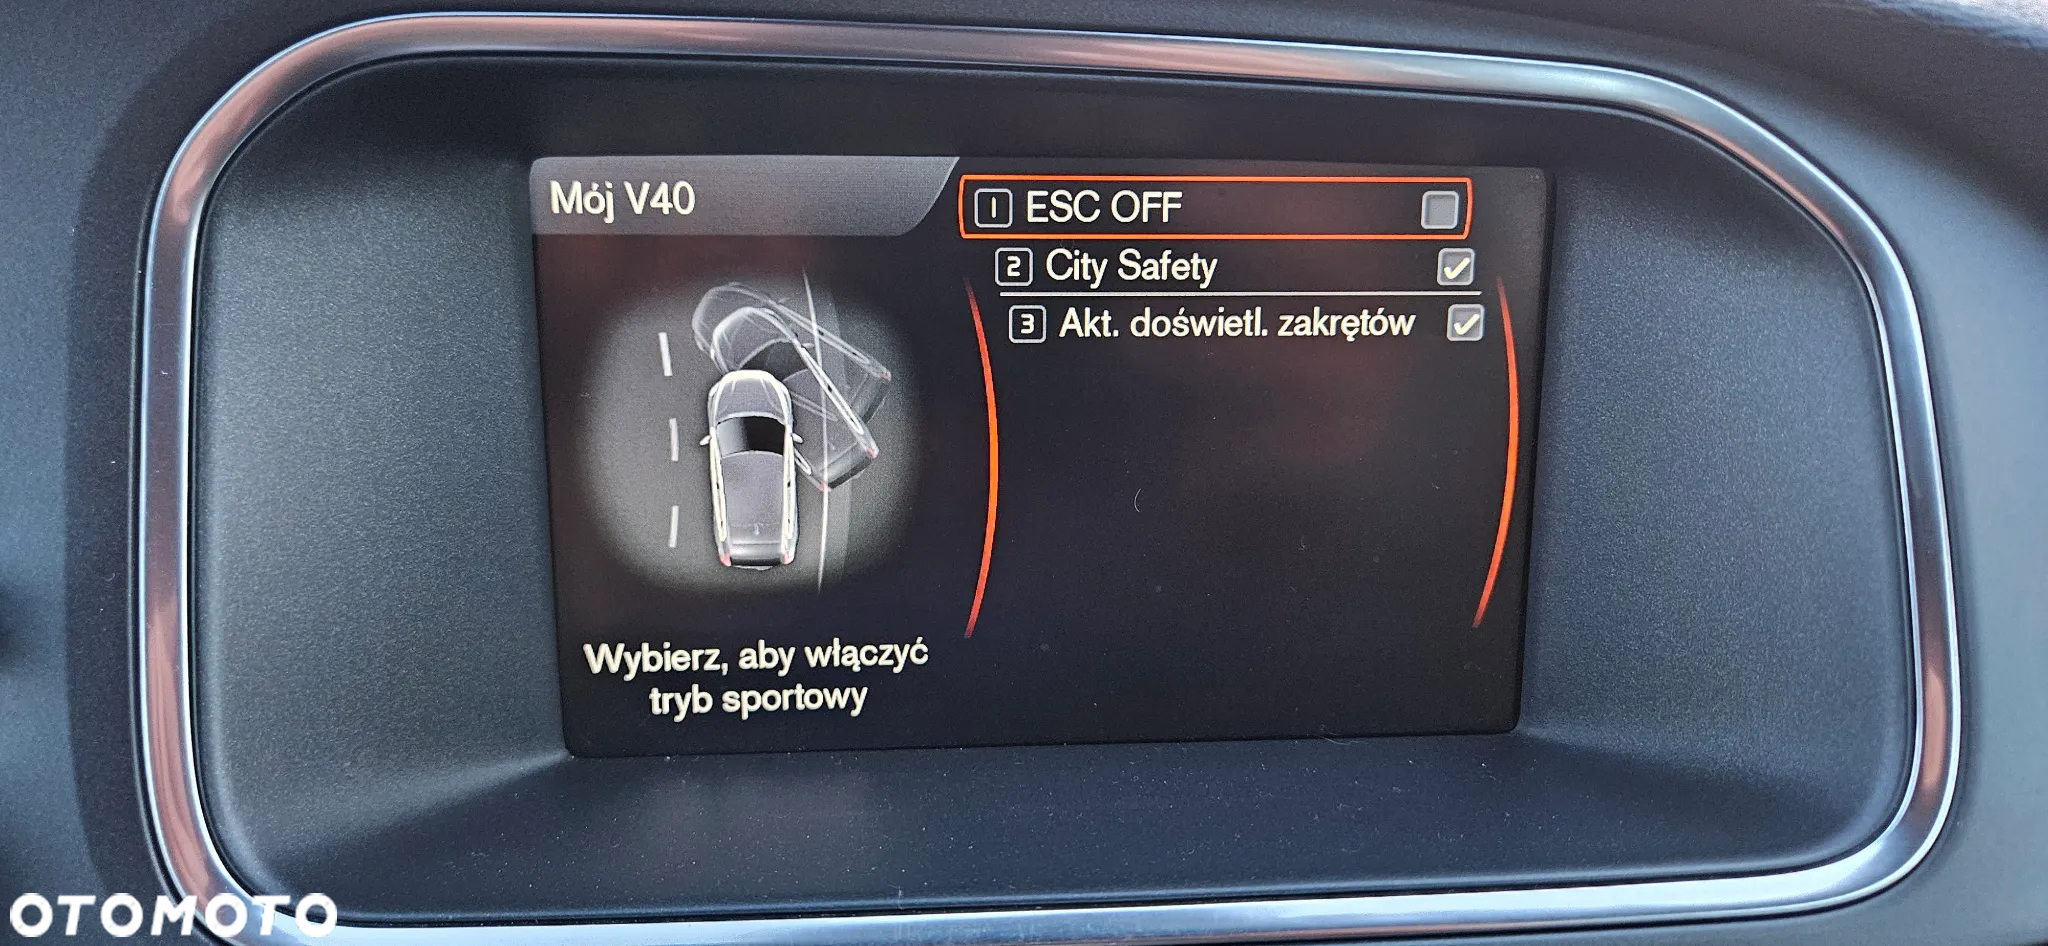 Mój V40
1 ESC OFF
2 City Safety
3 Akt. doświetl. zakrętów
Wybierz, aby włączyć
tryb sportowy
OTOMOTO